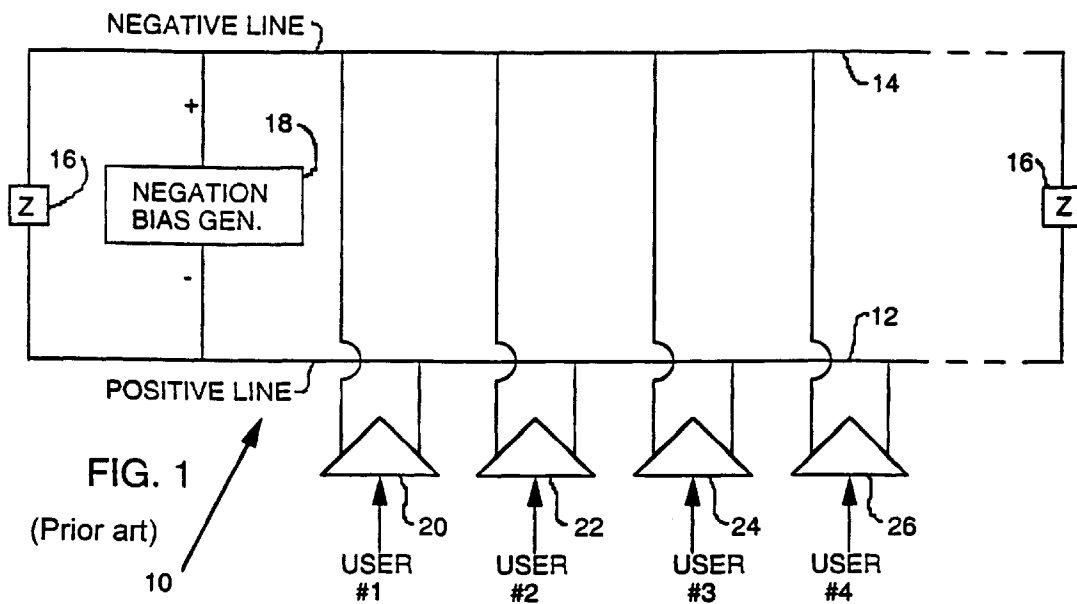 NEGATIVE LINE
14
+
18
16
Z
NEGATION
BIAS GEN.
-
16
Z
12
POSITIVE LINE
FIG. 1
(Prior art)
10
20
22
24
26
USER
#1
USER
#2
USER
#3
USER
#4